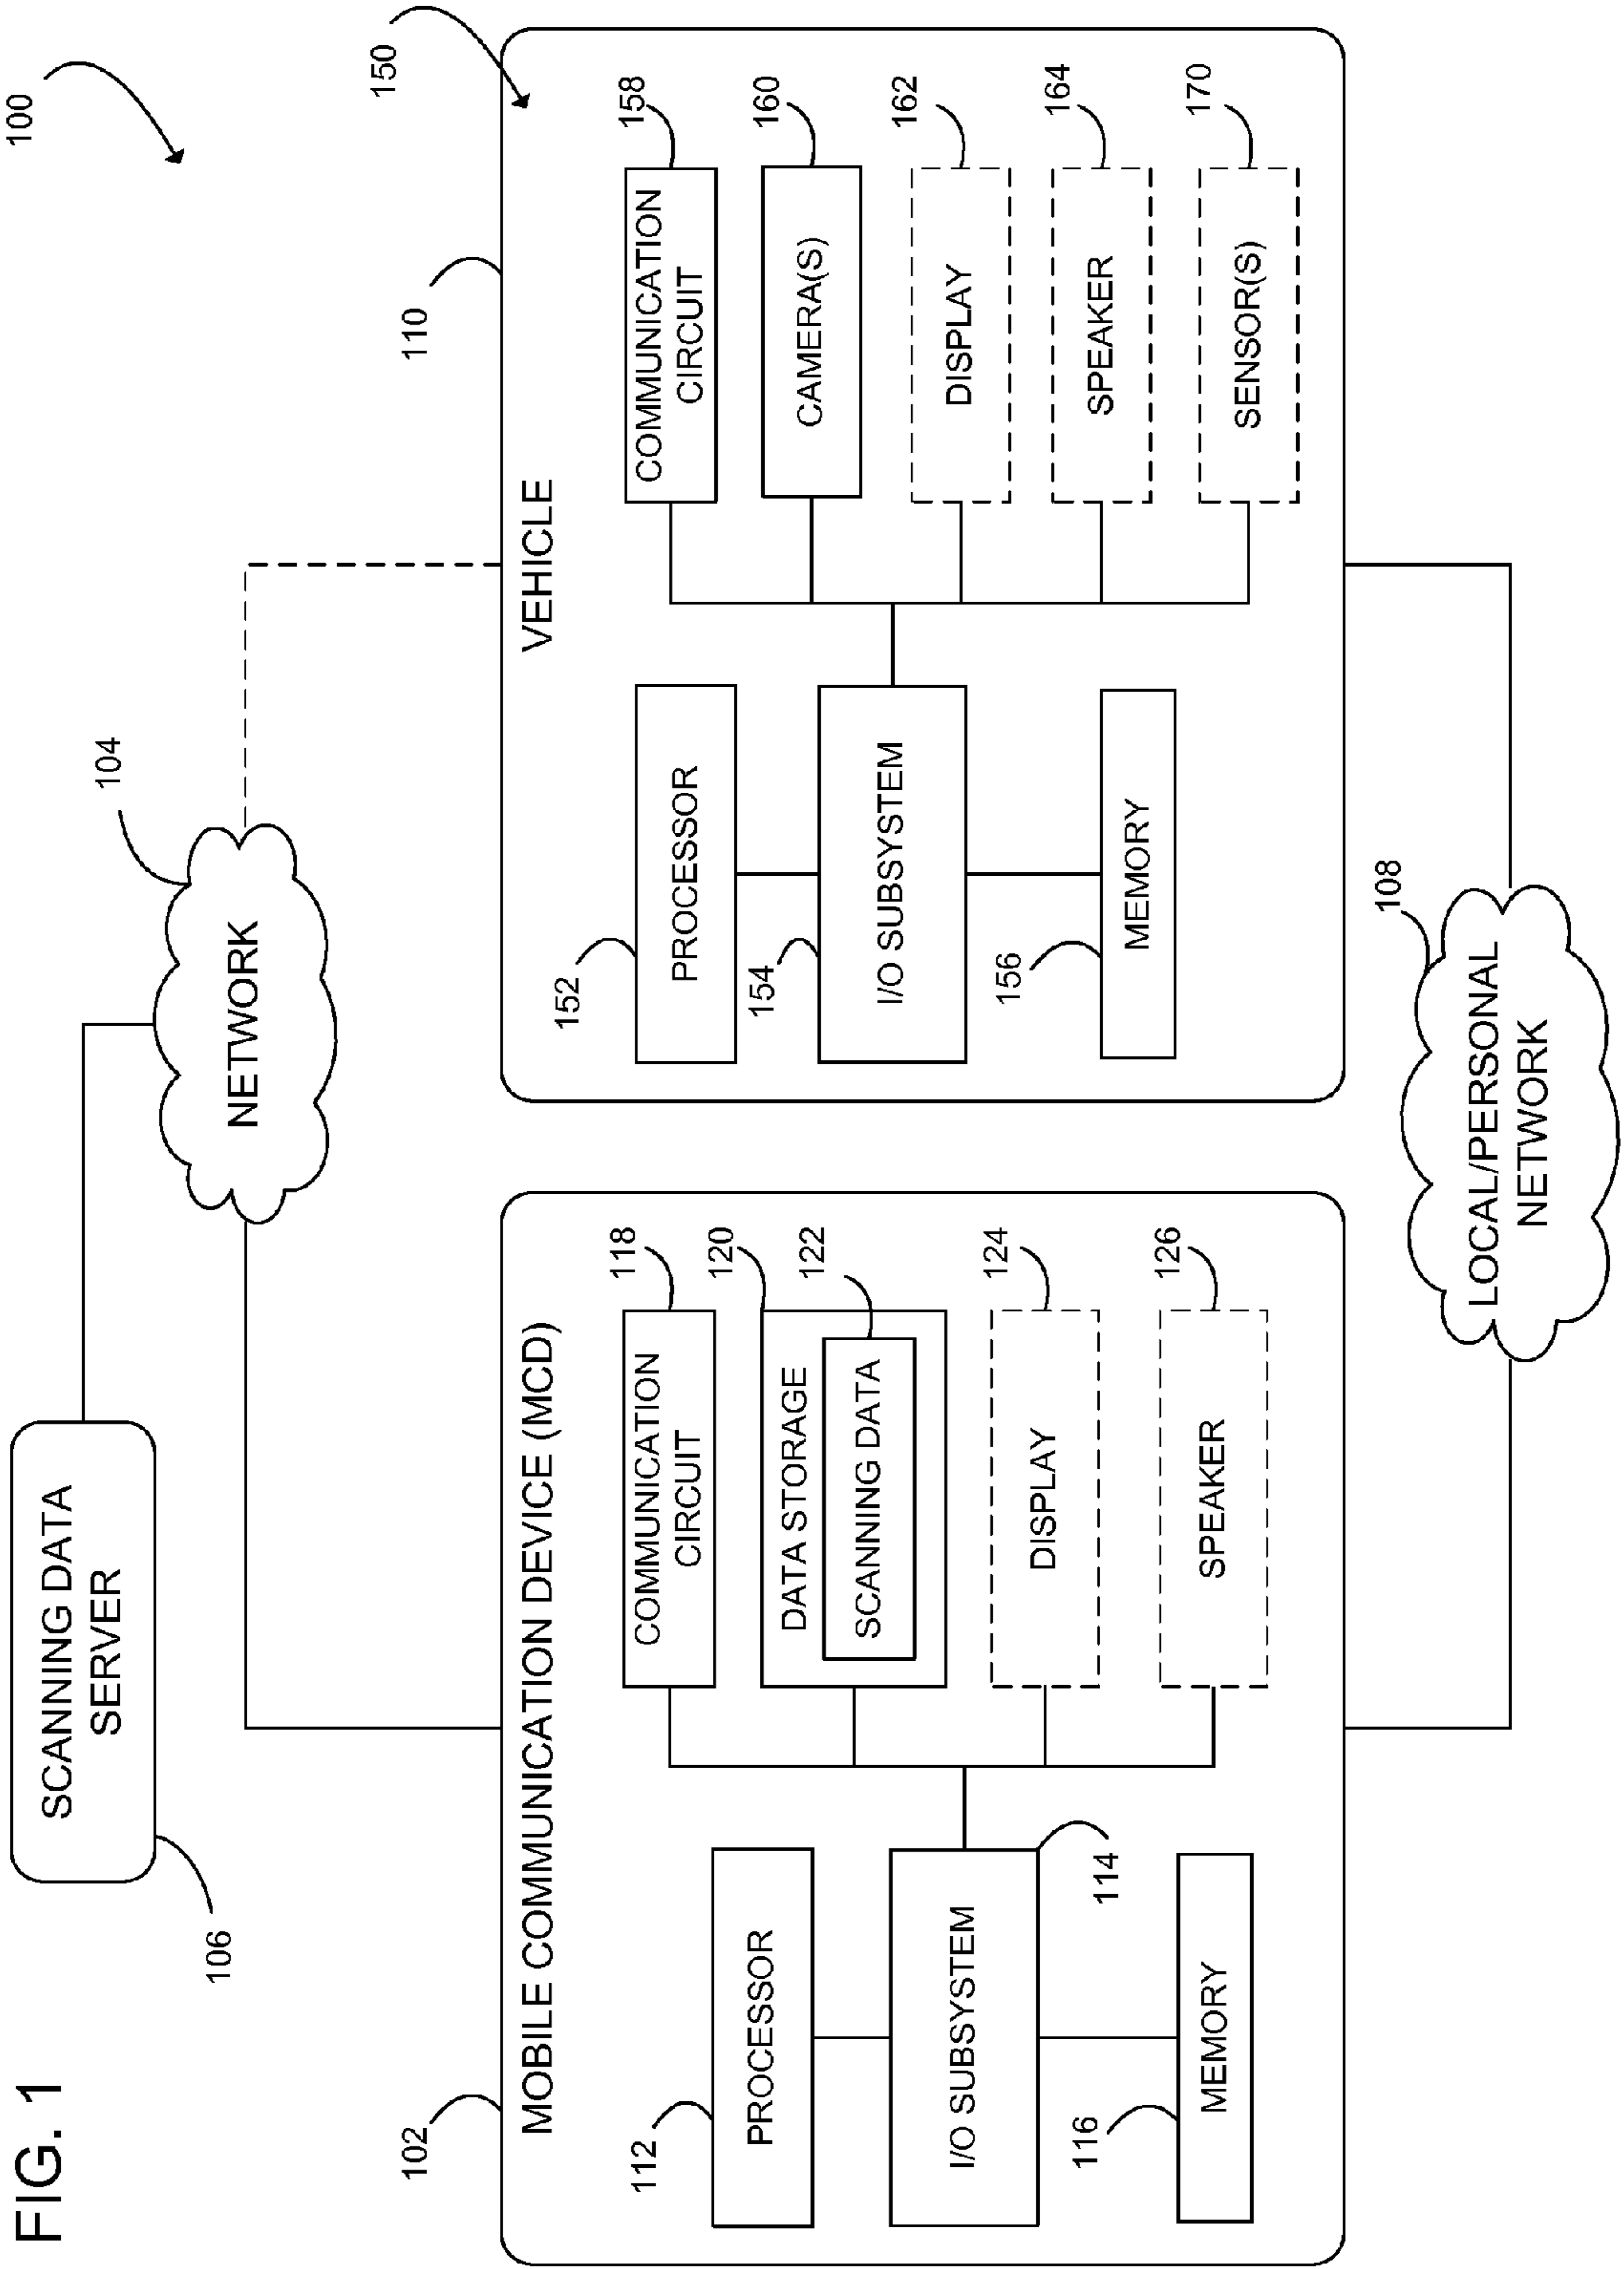 FIG. 1
100
SCANNING DATA
SERVER
106
NETWORK
104
102
MOBILE COMMUNICATION DEVICE (MCD)
112
PROCESSOR
I/O SUBSYSTEM
114
116
MEMORY
COMMUNICATION
CIRCUIT
118
DATA STORAGE
120
SCANNING DATA
122
DISPLAY
124
SPEAKER
126
110
150
VEHICLE
152
PROCESSOR
154
I/O SUBSYSTEM
156
MEMORY
COMMUNICATION
CIRCUIT
158
CAMERA(S)
160
DISPLAY
162
SPEAKER
164
SENSOR(S)
170
108
LOCAL/PERSONAL
NETWORK